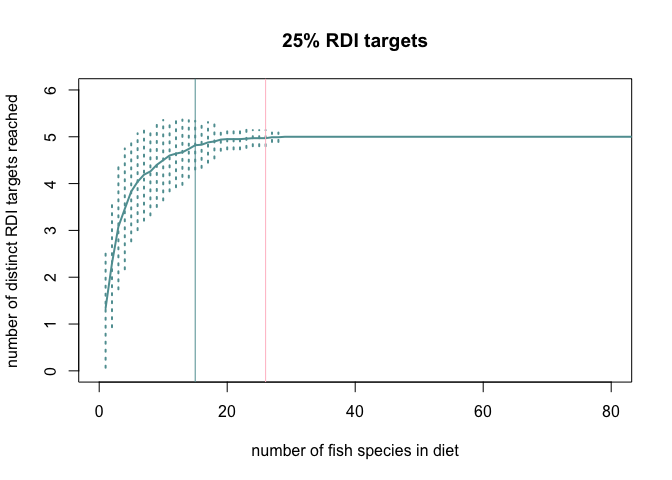 25% RDI targets
number of distinct RDI targets reached
6
5
4
3
2
1
0
0 20 40 60 80
number of fish species in diet